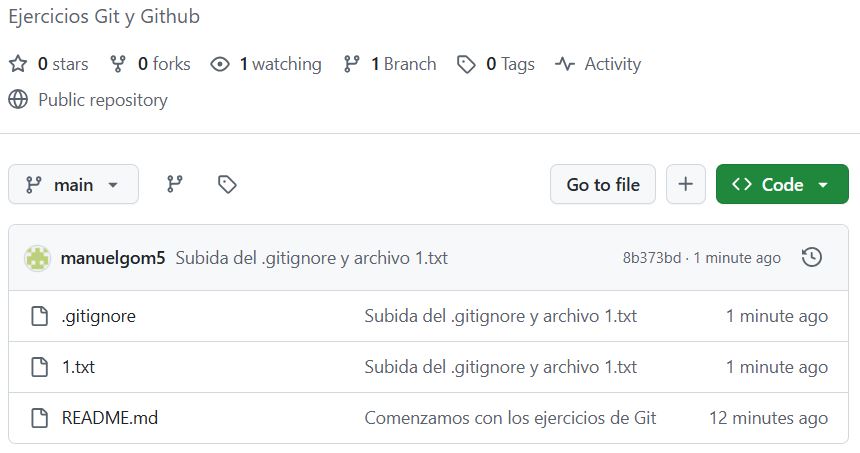 Ejercicios Git y Github
0 stars 0 forks 1 watching 1 Branch 0 Tags Activity
Public repository
main Go to file Code
manuelgom5 Subida del .gitignore y archivo 1.txt 8b373bd · 1 minute ago
.gitignore Subida del .gitignore y archivo 1.txt 1 minute ago
1.txt Subida del .gitignore y archivo 1.txt 1 minute ago
README.md Comenzamos con los ejercicios de Git 12 minutes ago